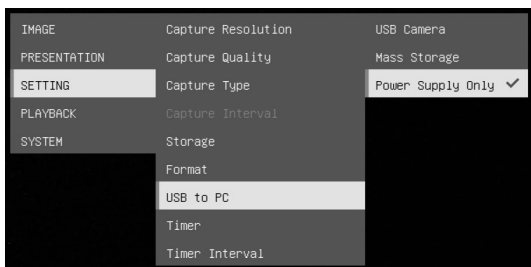 IMAGE
PRESENTATION
SETTING
PLAYBACK
SYSTEM
Capture Resolution
Capture Quality
Capture Type
Capture Interval
Storage
Format
USB to PC
Timer
Timer Interval
USB Camera
Mass Storage
Power Supply Only ✓